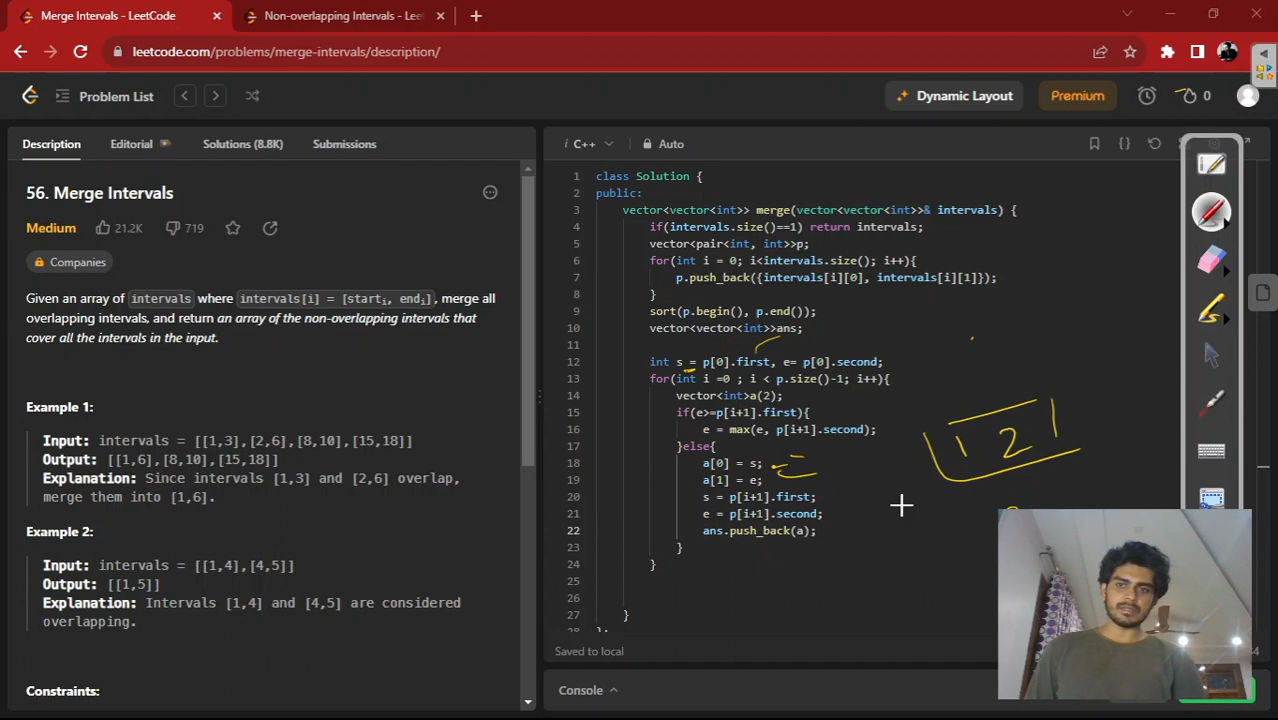 Merge Intervals - LeetCode
Non-overlapping Intervals - Leet
leetcode.com/problems/merge-intervals/description/
Problem List
Dynamic Layout
Premium
0
Description
Editorial
Solutions (8.8K)
Submissions
56. Merge Intervals
Medium
21.2K
719
Companies
Given an array of intervals where intervals[i] = [starti, endi], merge all
overlapping intervals, and return an array of the non-overlapping intervals that
cover all the intervals in the input.
Example 1:
Input: intervals = [[1,3],[2,6],[8,10],[15,18]]
Output: [[1,6],[8,10],[15,18]]
Explanation: Since intervals [1,3] and [2,6] overlap,
merge them into [1,6].
Example 2:
Input: intervals = [[1,4],[4,5]]
Output: [[1,5]]
Explanation: Intervals [1,4] and [4,5] are considered
overlapping.
Constraints:
i C++
Auto
1 class Solution {
2 public:
3 vector<vector<int>> merge(vector<vector<int>>& intervals) {
4 if(intervals.size()==1) return intervals;
5 vector<pair<int, int>>p;
6 for(int i = 0; i<intervals.size(); i++){
7 p.push_back({intervals[i][0], intervals[i][1]});
8 }
9 sort(p.begin(), p.end());
10 vector<vector<int>>ans;
11
12 int s = p[0].first, e= p[0].second;
13 for(int i =0 ; i < p.size()-1; i++){
14 vector<int>a(2);
15 if(e>=p[i+1].first){
16 e = max(e, p[i+1].second);
17 }else{
18 a[0] = s;
19 a[1] = e;
20 s = p[i+1].first;
21 e = p[i+1].second;
22 ans.push_back(a);
23 }
24 }
25
26
27 }
28 };
1 2
Saved to local
Console